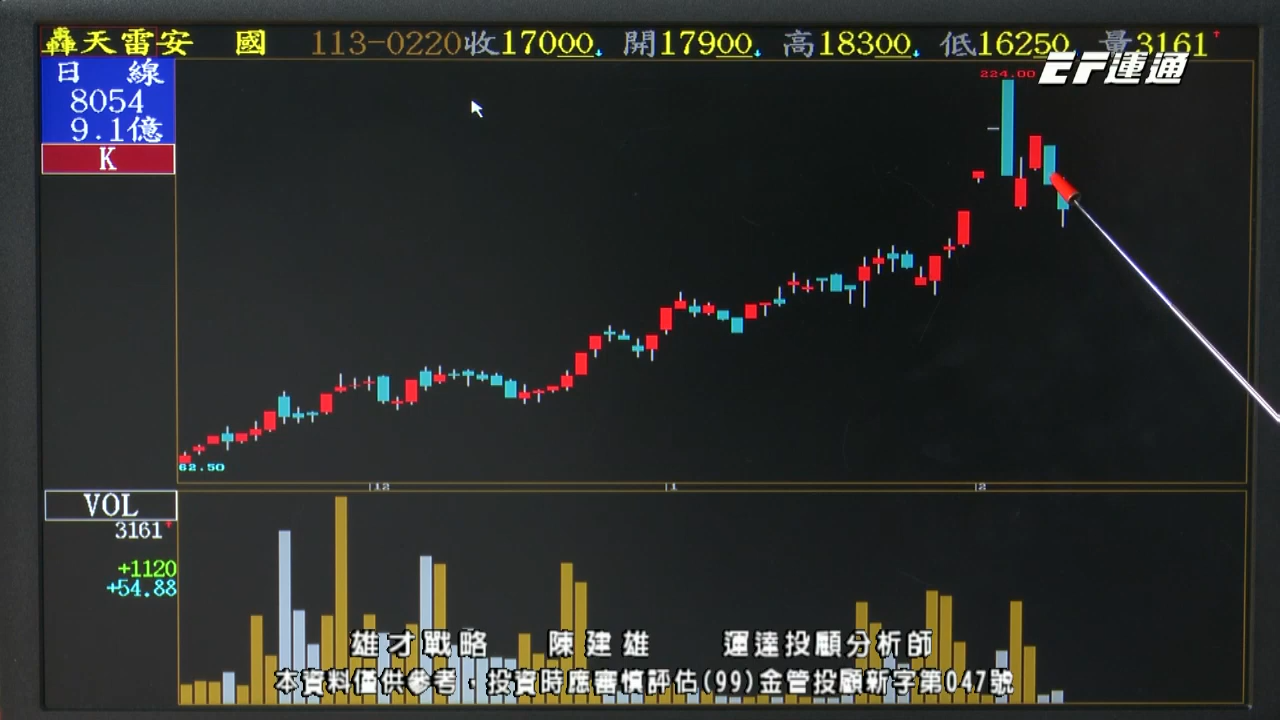 轟天雷安 國 113-0220收17000↓ 開17900↓ 高18300↓ 低16250 量3161↑
EF運通
日 線
8054
9.1億
K
224.00
62.50
12 1 2
VOL
3161↑
+1120
+54.88
雄才戰略 陳建雄 運達投顧分析師
本資料僅供參考，投資時應審慎評估(99)金管投顧新字第047號